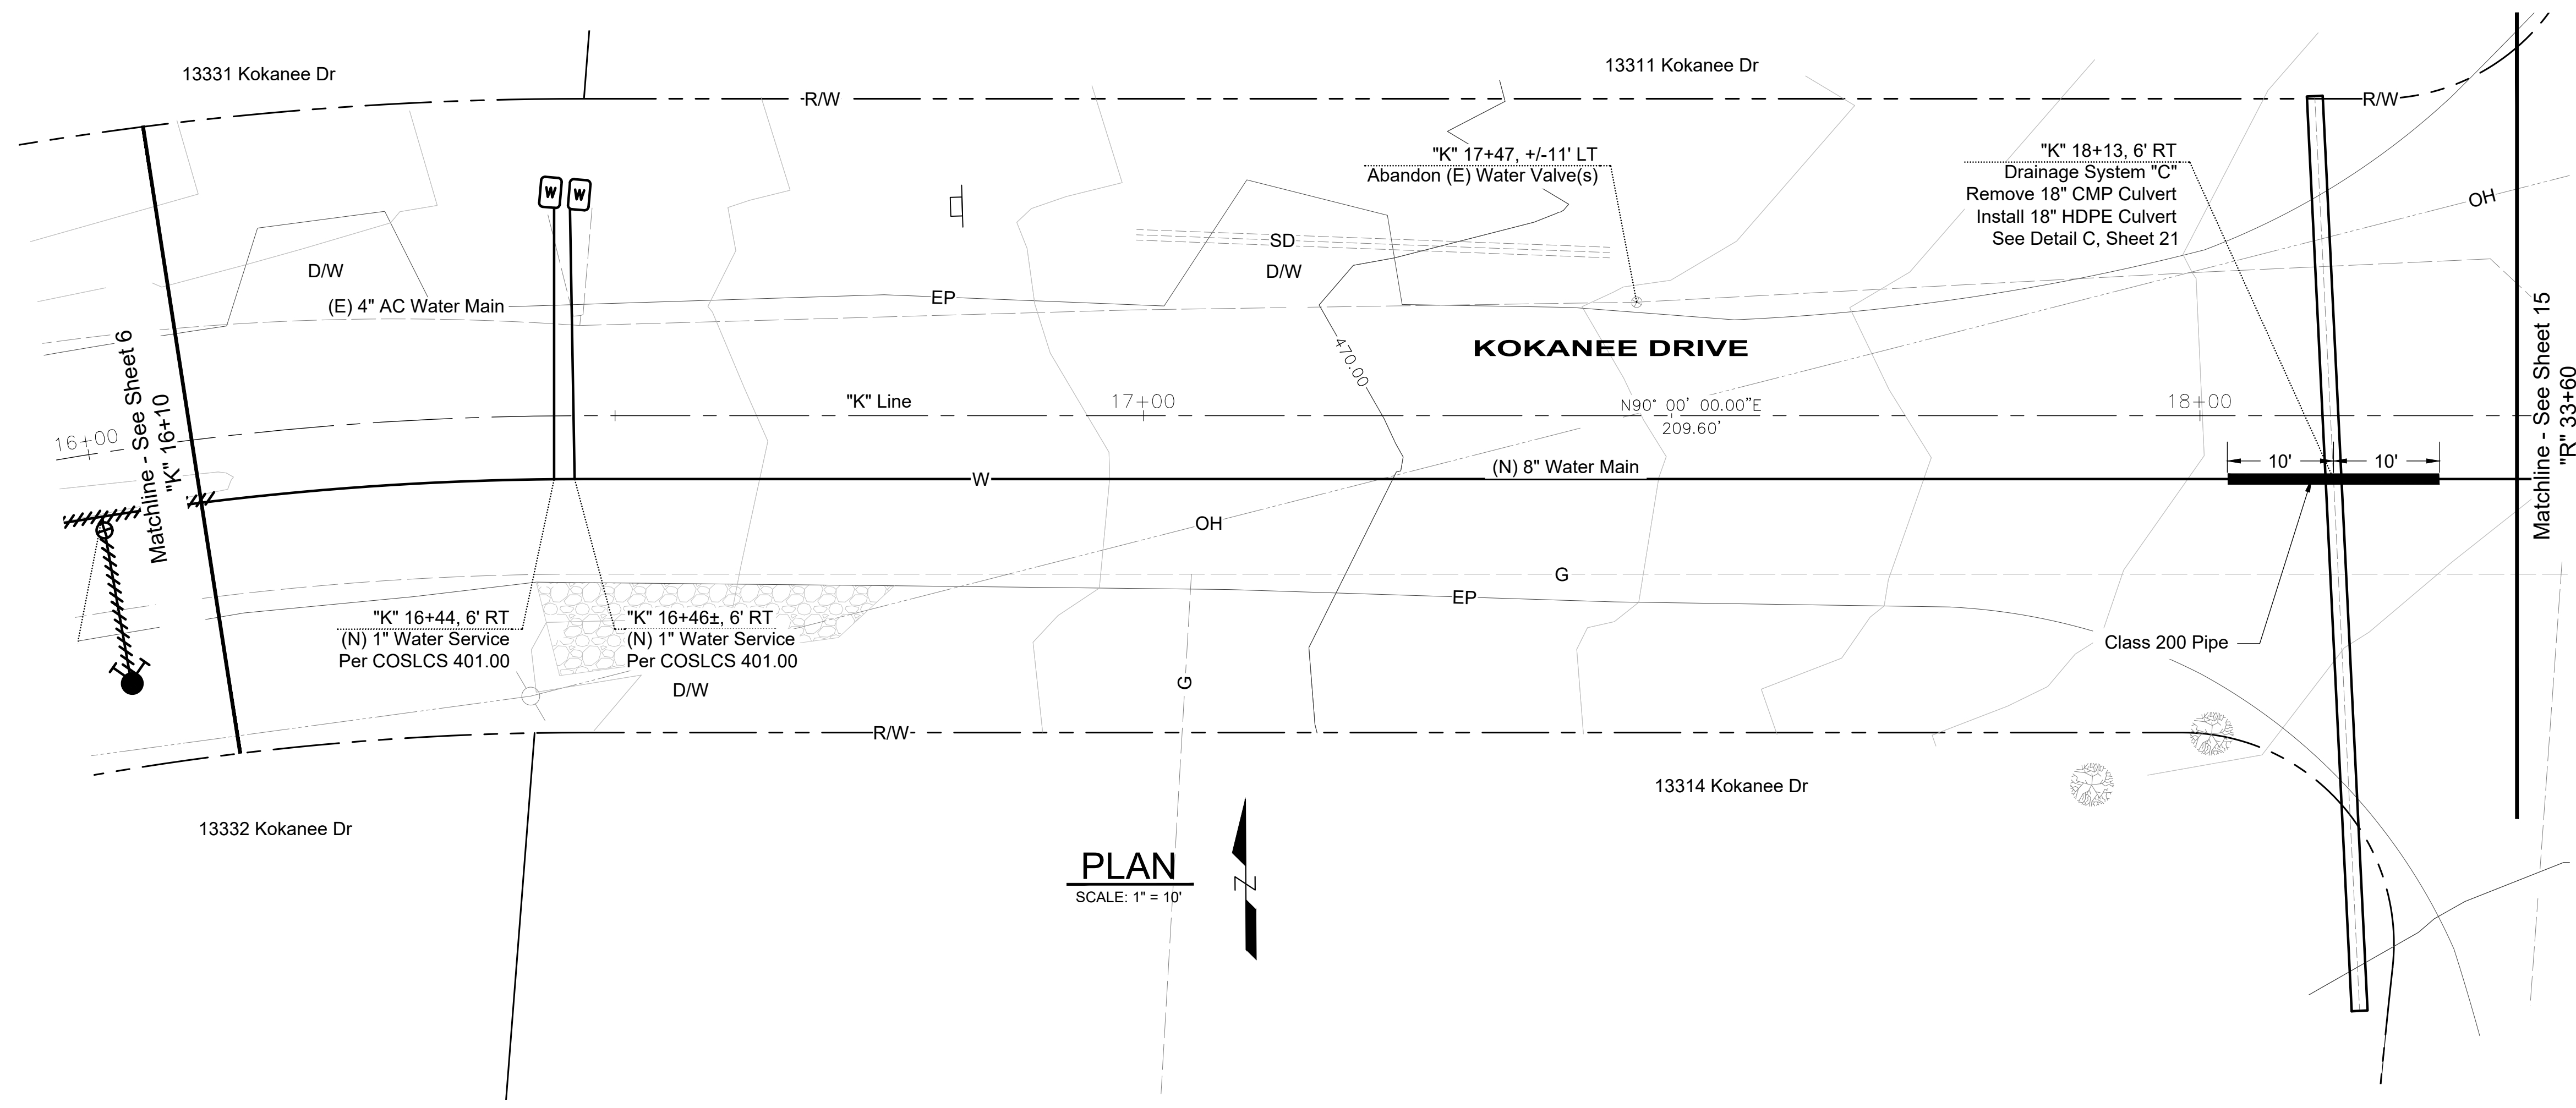 13331 Kokanee Dr
13311 Kokanee Dr
R/W
R/W
"K" 17+47, +/-11' LT
Abandon (E) Water Valve(s)
"K" 18+13, 6' RT
Drainage System "C"
Remove 18" CMP Culvert
Install 18" HDPE Culvert
See Detail C, Sheet 21
W
W
OH
SD
D/W
D/W
(E) 4" AC Water Main
EP
KOKANEE DRIVE
470.00
Matchline - See Sheet 6
"K" 16+10
Matchline - See Sheet 15
"R" 33+60
16+00
"K" Line
17+00
N90° 00' 00.00"E
209.60'
18+00
(N) 8" Water Main
10'
10'
W
OH
G
EP
"K" 16+44, 6' RT
(N) 1" Water Service
Per COSLCS 401.00
"K" 16+46±, 6' RT
(N) 1" Water Service
Per COSLCS 401.00
Class 200 Pipe
G
D/W
R/W
13314 Kokanee Dr
13332 Kokanee Dr
PLAN
SCALE: 1" = 10'
Z